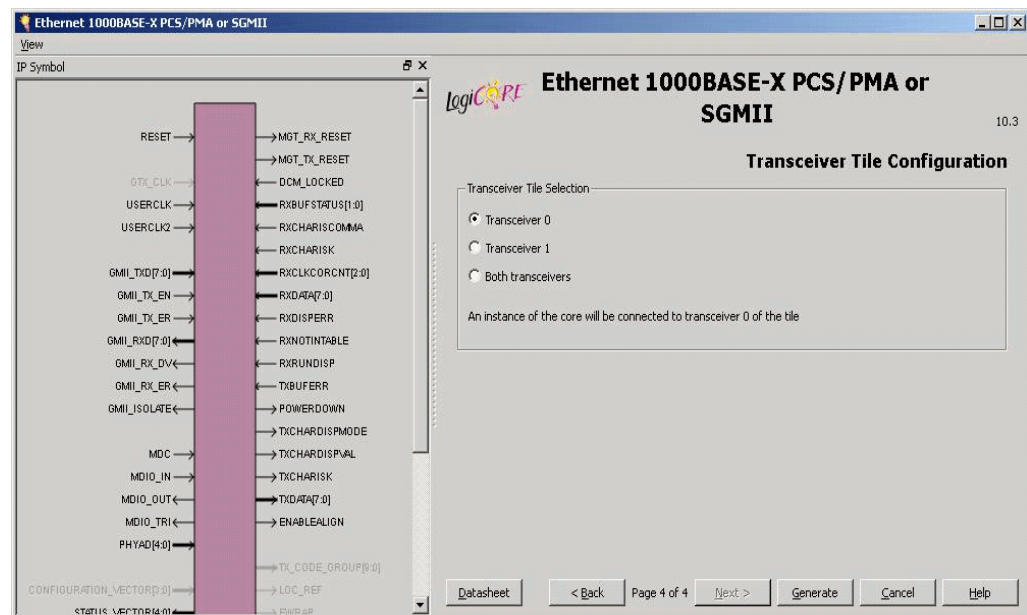 Ethernet 1000BASE-X PCS/PMA or SGMII
View
IP Symbol
RESET
GTX_CLK
USERCLK
USERCLK2
GMII_TXD[7:0]
GMII_TX_EN
GMII_TX_ER
GMII_RXD[7:0]
GMII_RX_DV
GMII_RX_ER
GMII_ISOLATE
MDC
MDIO_IN
MDIO_OUT
MDIO_TRI
PHYAD[4:0]
CONFIGURATION_VECTOR[3:0]
STATUS_VECTOR[4:0]
MGT_RX_RESET
MGT_TX_RESET
DCM_LOCKED
RXBUFSTATUS[1:0]
RXCHARISCOMMA
RXCHARISK
RXCLKCORCNT[2:0]
RXDATA[7:0]
RXDISPERR
RXNOTINTABLE
RXRUNDISP
TXBUFERR
POWERDOWN
TXCHARDISPMODE
TXCHARDISPVAL
TXCHARISK
TXDATA[7:0]
ENABLEALIGN
TX_CODE_GROUP[9:0]
LOC_REF
EWRAP
logiCORE
Ethernet 1000BASE-X PCS/PMA or
SGMII
10.3
Transceiver Tile Configuration
Transceiver Tile Selection
Transceiver 0
Transceiver 1
Both transceivers
An instance of the core will be connected to transceiver 0 of the tile
Datasheet
< Back
Page 4 of 4
Next >
Generate
Cancel
Help